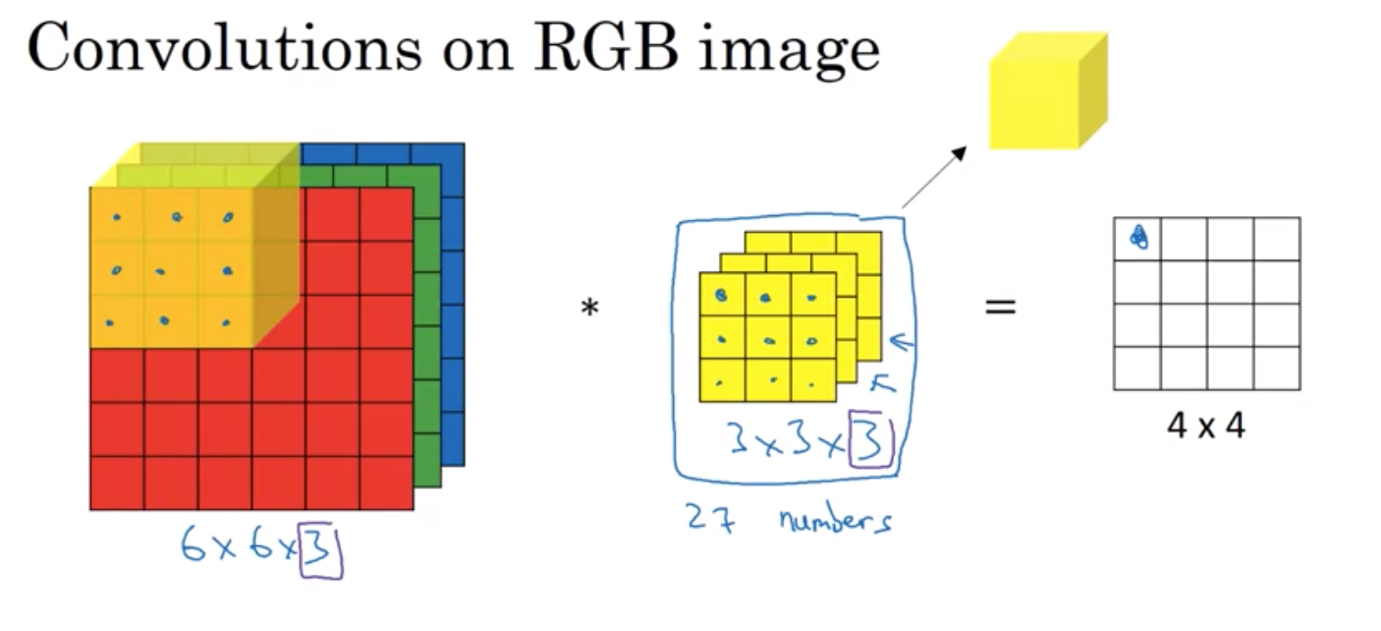 Convolutions on RGB image
*
=
3x3x3
4 x 4
27 numbers
6x6x3